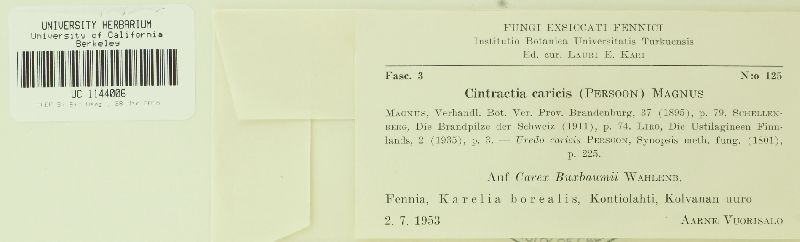 UNIVERSITY HERBARIUM
University of California
Berkeley
UC 1144006
FUNGI EXSICCATI FENNICI
Instituto Botanica Universitatis Turkuensis
Ed. cur. LAURI E. KARI
Fasc. 3 N:o 125
Cintractia caricis (PERSOON) MAGNUS
MAGNUS, Verhandl. Bot. Ver. Prov. Brandenburg, 37 (1895), p. 79. SCHELLEN-
BERG, Die Brandpilze der Schweiz (1911), p. 74. LIRO, Die Ustilagineen Finn-
lands, 2 (1935), p. 3. — Uredo caricis PERSOON, Synopsis meth. fung. (1801),
p. 225.
Auf Carex Buxbaumii WAHLENB.
Fennia, Karelia borealis, Kontiolahti, Kolvanan uuro
2. 7. 1953 AARNE VUORISALO